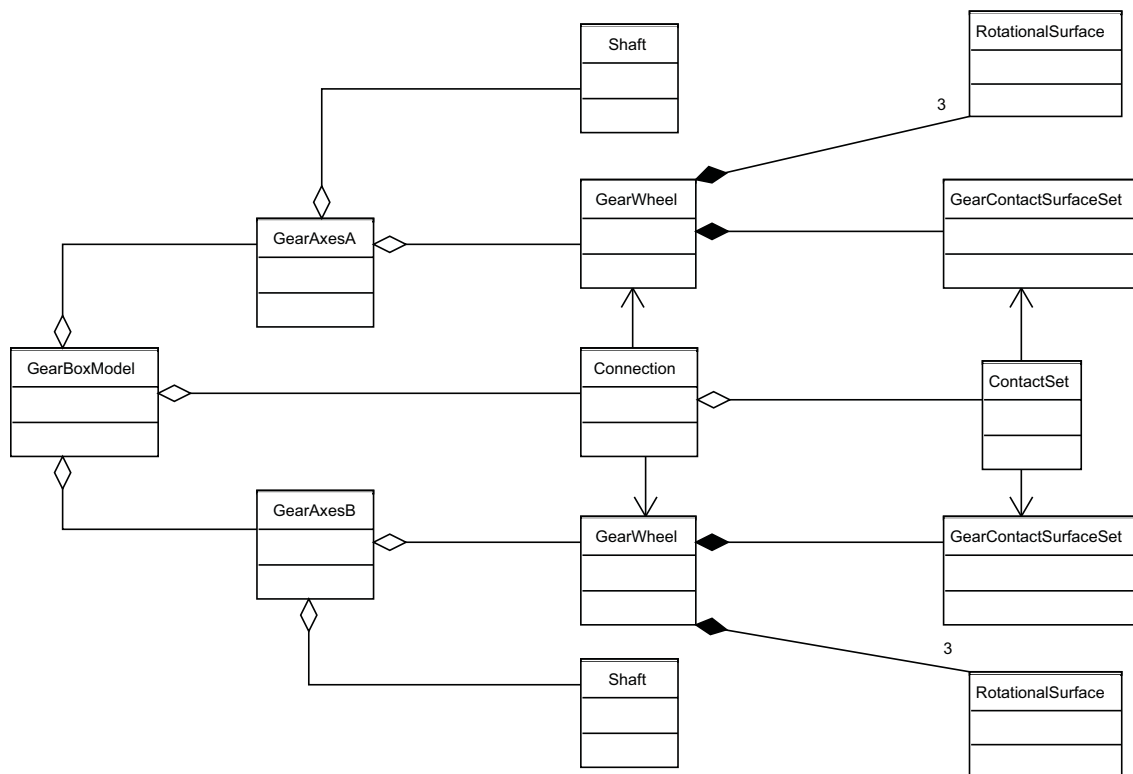 RotationalSurface
Shaft
3
GearWheel
GearContactSurfaceSet
GearAxesA
GearBoxModel
Connection
ContactSet
GearAxesB
GearWheel
GearContactSurfaceSet
3
Shaft
RotationalSurface